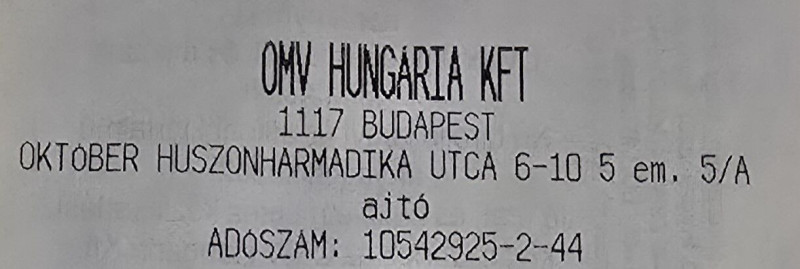 OMV HUNGÁRIA KFT
1117 BUDAPEST
OKTÓBER HUSZONHARMADIKA UTCA 6-10 5 em. 5/A
ajtó
ADÓSZÁM: 10542925-2-44